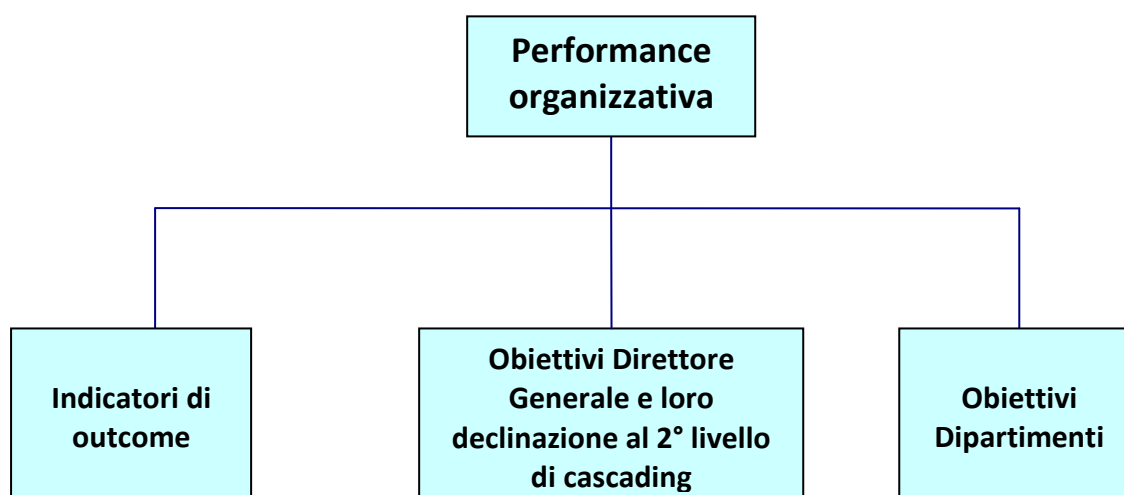 Performance
organizzativa
Indicatori di
outcome
Obiettivi Direttore
Generale e loro
declinazione al 2° livello
di cascading
Obiettivi
Dipartimenti